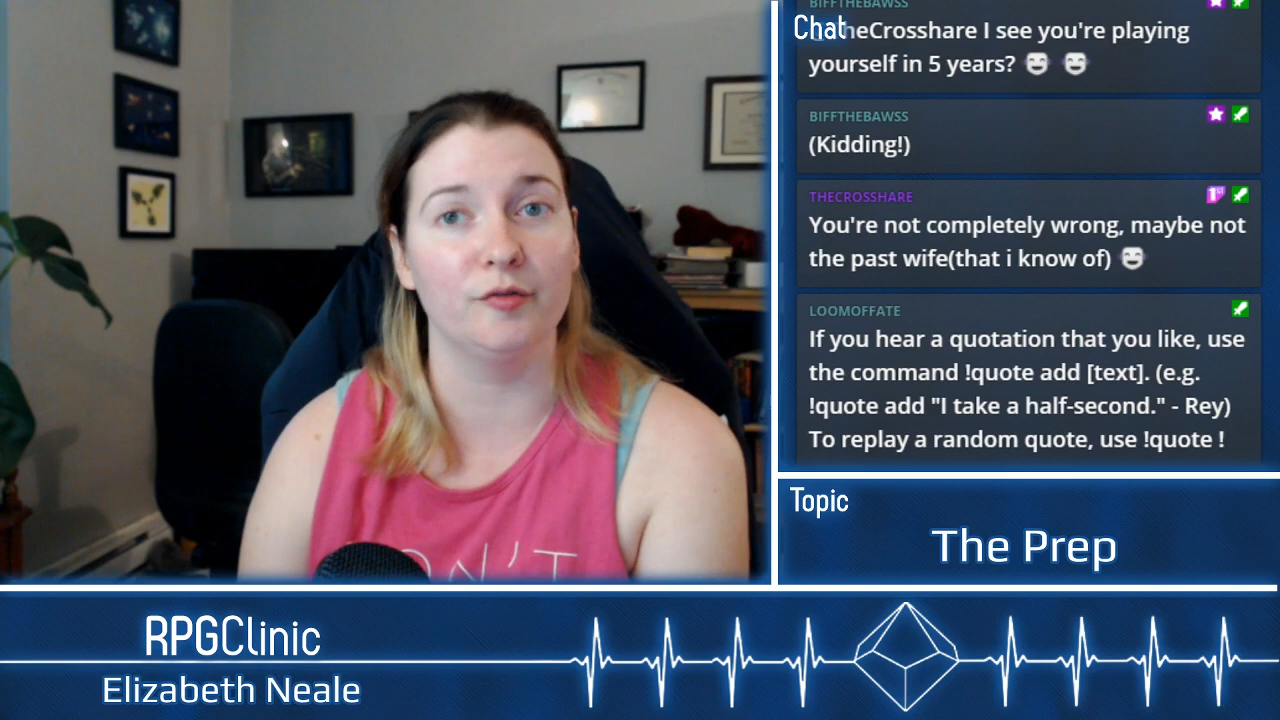 BIFFTHEBAWSS
Chat
heCrosshare I see you're playing
yourself in 5 years?
BIFFTHEBAWSS
(Kidding!)
THECROSSHARE
You're not completely wrong, maybe not
the past wife(that i know of)
LOOMOFFATE
If you hear a quotation that you like, use
the command !quote add [text]. (e.g.
!quote add "I take a half-second." - Rey)
To replay a random quote, use !quote !
Topic
The Prep
ON'T
RPGClinic
Elizabeth Neale